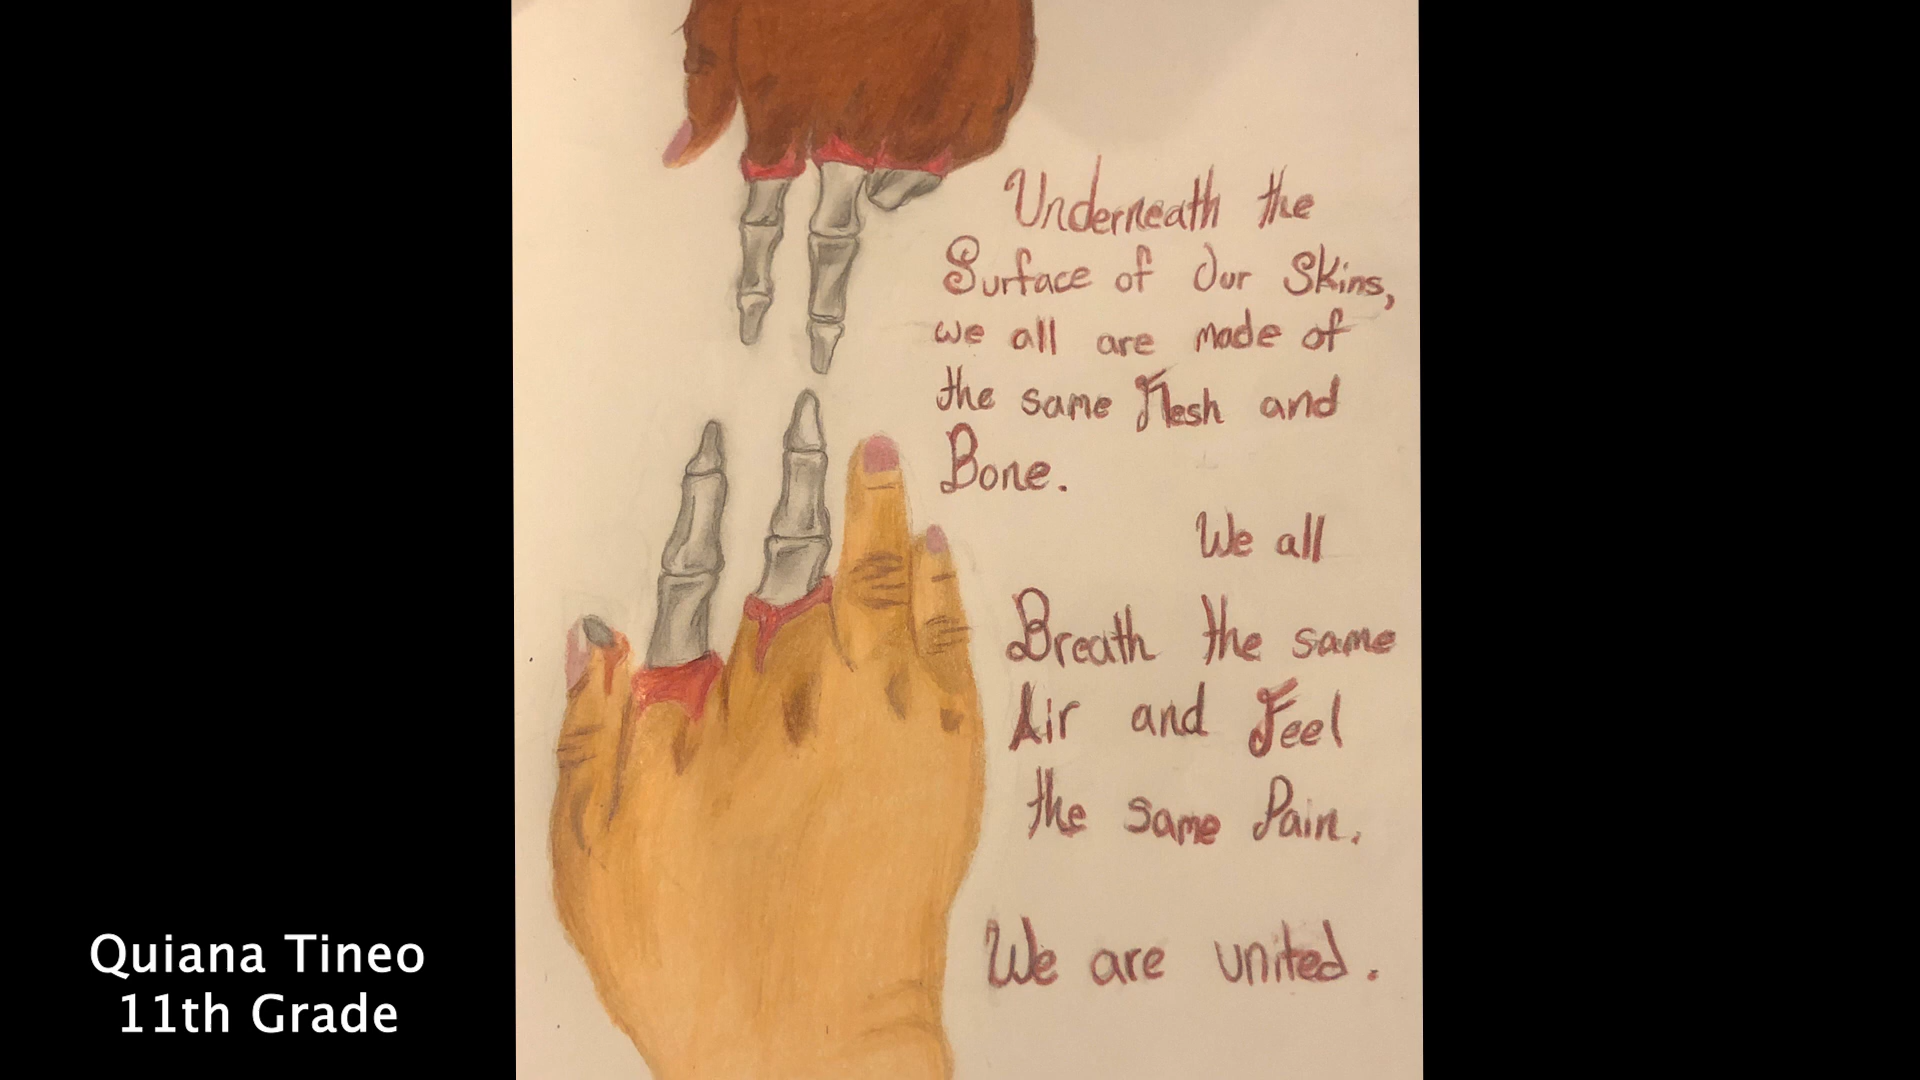 Underneath the
Surface of Our Skins,
we all are made of
the same Flesh and
Bone.
We all
Breath the same
Air and Feel
the same Pain.
We are united.
Quiana Tineo
11th Grade